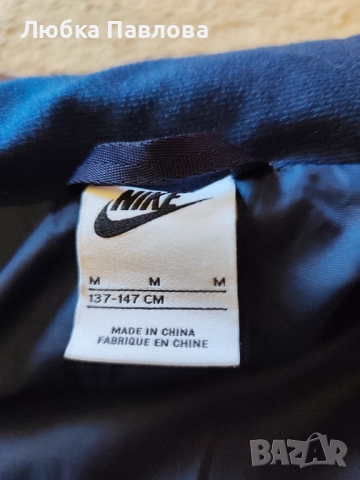 Любка Павлова
NIKE
M M M
137-147 CM
MADE IN CHINA
FABRIQUE EN CHINE
BAZAR